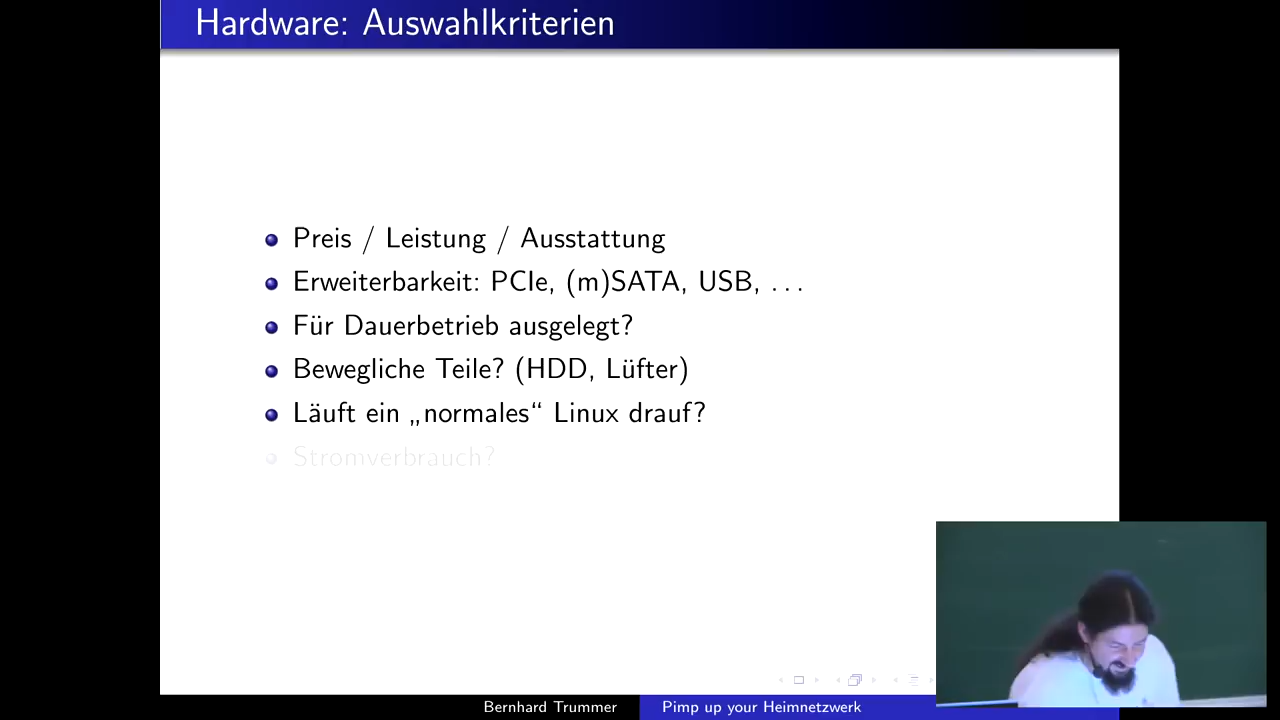 Hardware: Auswahlkriterien
Preis / Leistung / Ausstattung
Erweiterbarkeit: PCIe, (m)SATA, USB, ...
Für Dauerbetrieb ausgelegt?
Bewegliche Teile? (HDD, Lüfter)
Läuft ein „normales“ Linux drauf?
Stromverbrauch?
Bernhard Trummer
Pimp up your Heimnetzwerk